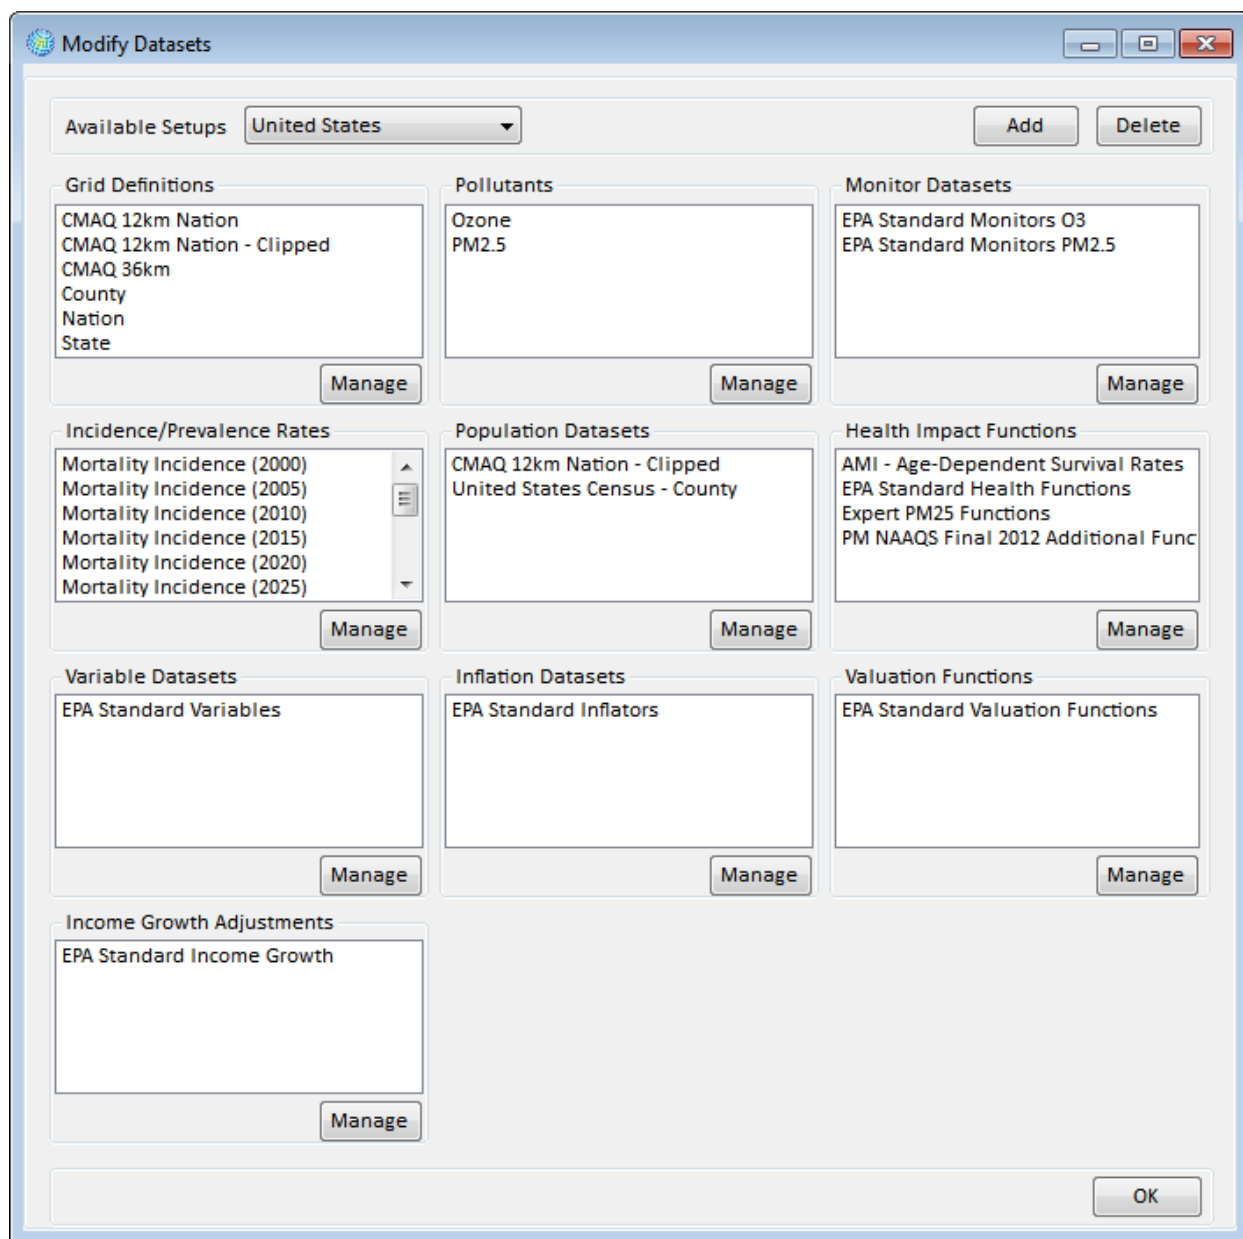 Modify Datasets
Available Setups United States Add Delete
Grid Definitions
CMAQ 12km Nation
CMAQ 12km Nation - Clipped
CMAQ 36km
County
Nation
State
Manage
Pollutants
Ozone
PM2.5
Manage
Monitor Datasets
EPA Standard Monitors O3
EPA Standard Monitors PM2.5
Manage
Incidence/Prevalence Rates
Mortality Incidence (2000)
Mortality Incidence (2005)
Mortality Incidence (2010)
Mortality Incidence (2015)
Mortality Incidence (2020)
Mortality Incidence (2025)
Manage
Population Datasets
CMAQ 12km Nation - Clipped
United States Census - County
Manage
Health Impact Functions
AMI - Age-Dependent Survival Rates
EPA Standard Health Functions
Expert PM25 Functions
PM NAAQS Final 2012 Additional Func
Manage
Variable Datasets
EPA Standard Variables
Manage
Inflation Datasets
EPA Standard Inflators
Manage
Valuation Functions
EPA Standard Valuation Functions
Manage
Income Growth Adjustments
EPA Standard Income Growth
Manage
OK